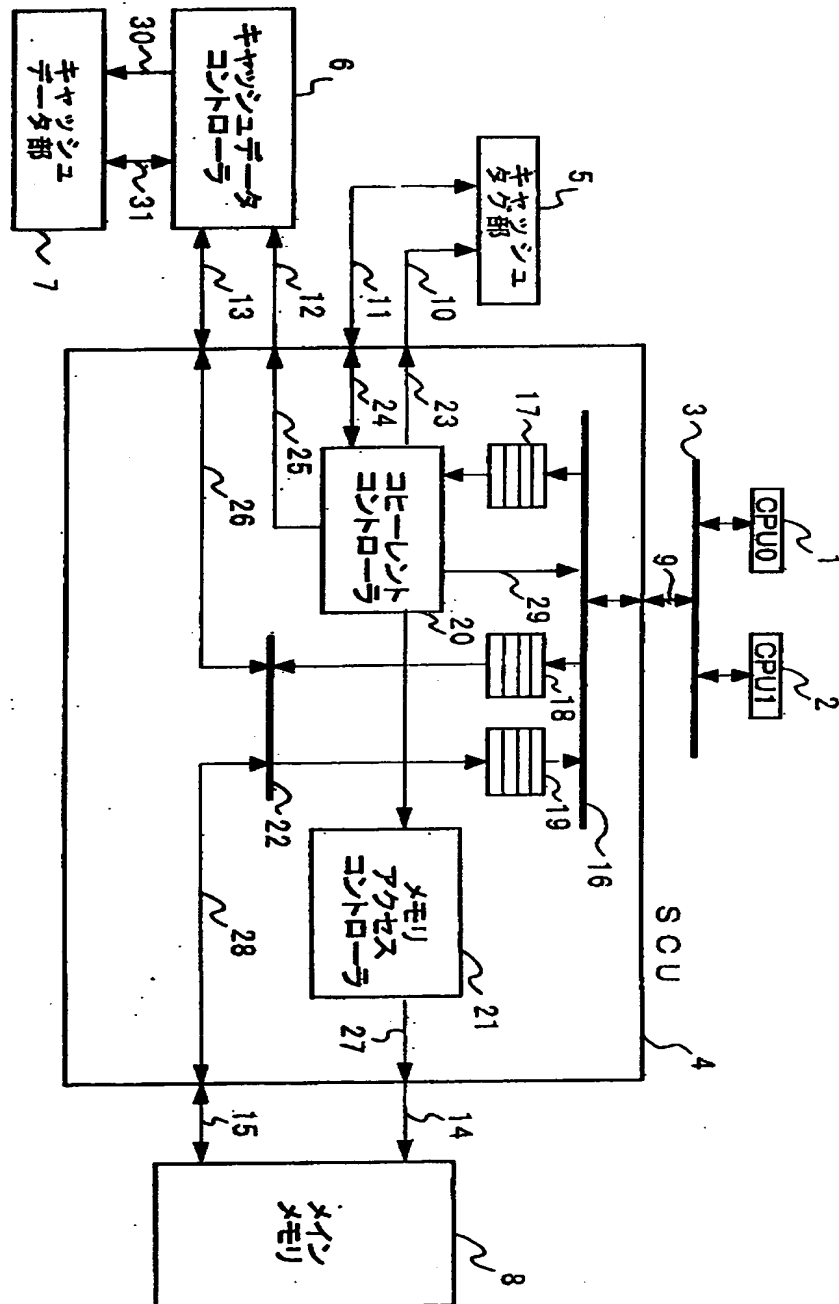 CPU0
1
CPU1
2
3
9
SCU
4
キャッシュ
タグ部
5
キャッシュデータ
コントローラ
6
キャッシュ
データ部
7
30
31
10
11
12
13
23
24
25
26
17
18
19
16
29
コヒーレント
コントローラ
20
22
メモリ
アクセス
コントローラ
21
27
28
14
15
メイン
メモリ
8